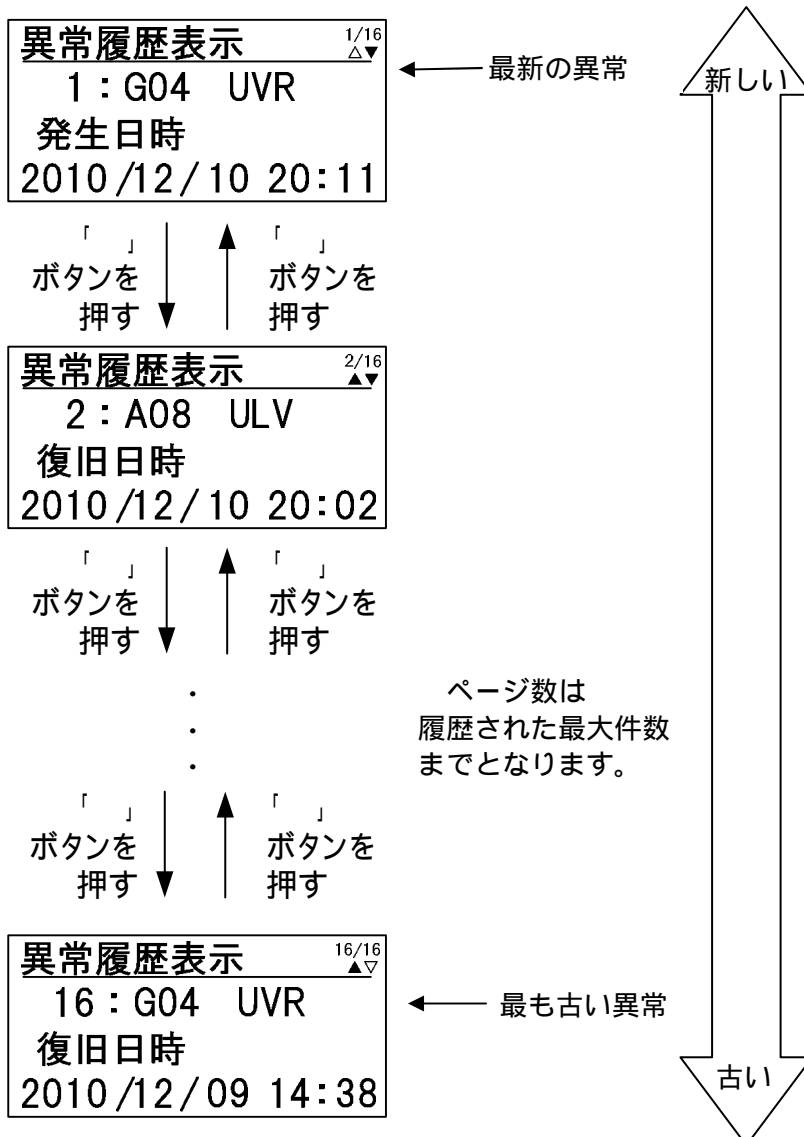 異常履歴表示 1/16
△▼
1：G04 UVR
発生日時
2010/12/10 20:11
最新の異常
新しい
「 」 「 」
ボタンを ボタンを
押す 押す
異常履歴表示 2/16
▲▼
2：A08 ULV
復旧日時
2010/12/10 20:02
「 」 「 」
ボタンを ボタンを
押す 押す
・
・
・
ページ数は
履歴された最大件数
までとなります。
「 」 「 」
ボタンを ボタンを
押す 押す
異常履歴表示 16/16
▲▽
16：G04 UVR
復旧日時
2010/12/09 14:38
最も古い異常
古い